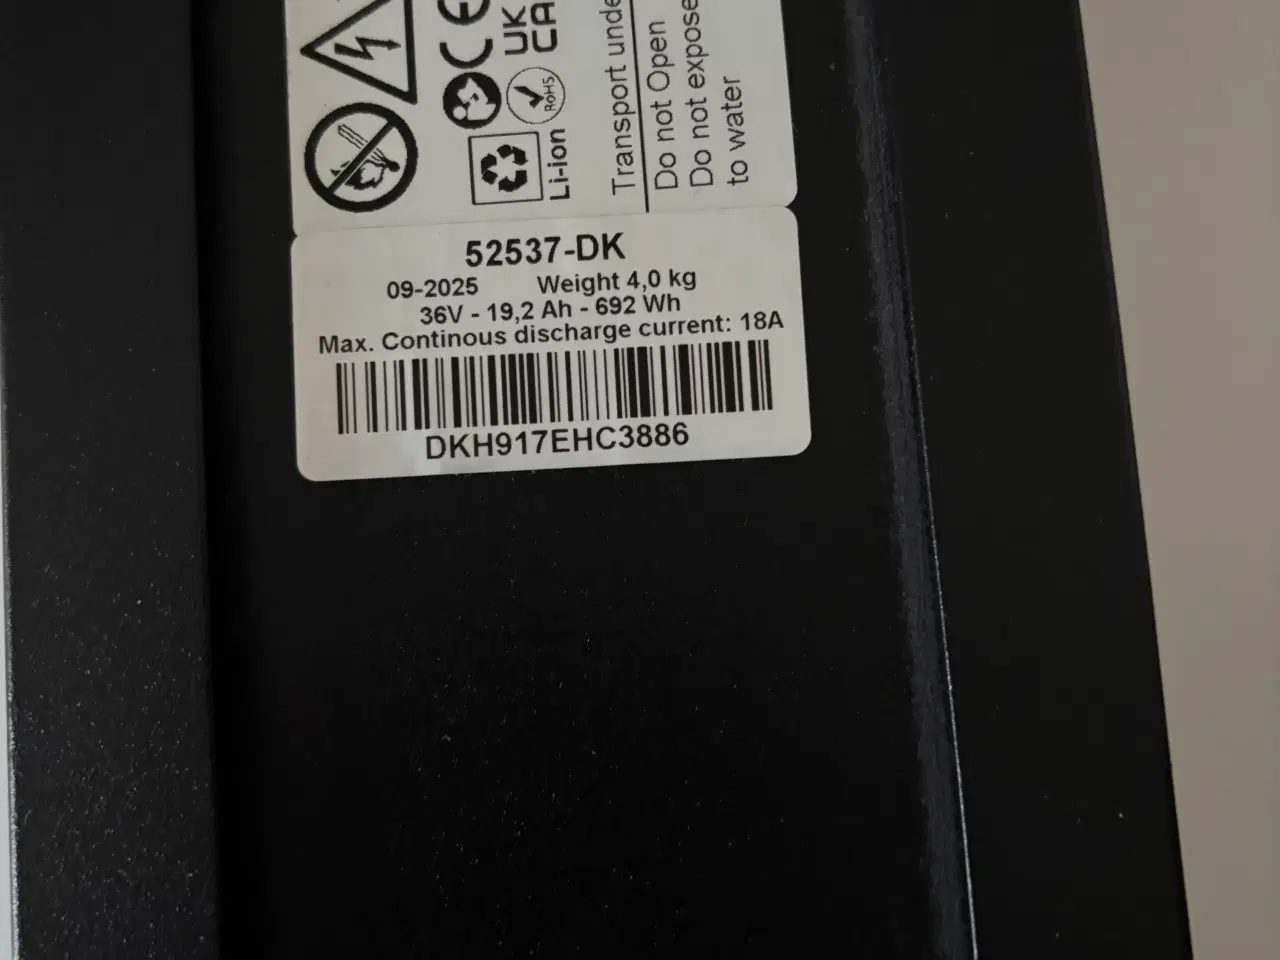 CE
UK
CA
RoHS
Li-ion
Transport unde
Do not Open
Do not expose
to water
52537-DK
09-2025 Weight 4,0 kg
36V - 19,2 Ah - 692 Wh
Max. Continous discharge current: 18A
DKH917EHC3886